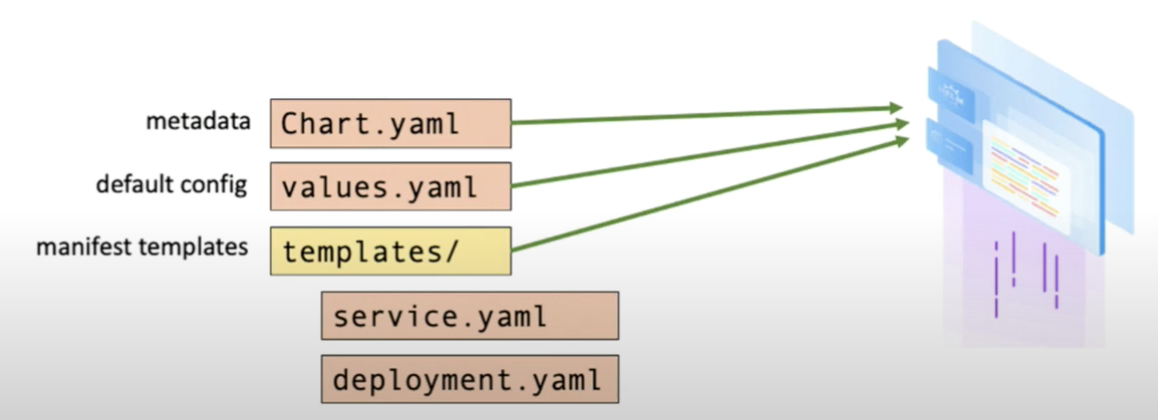 metadata Chart.yaml
default config values.yaml
manifest templates templates/
service.yaml
deployment.yaml